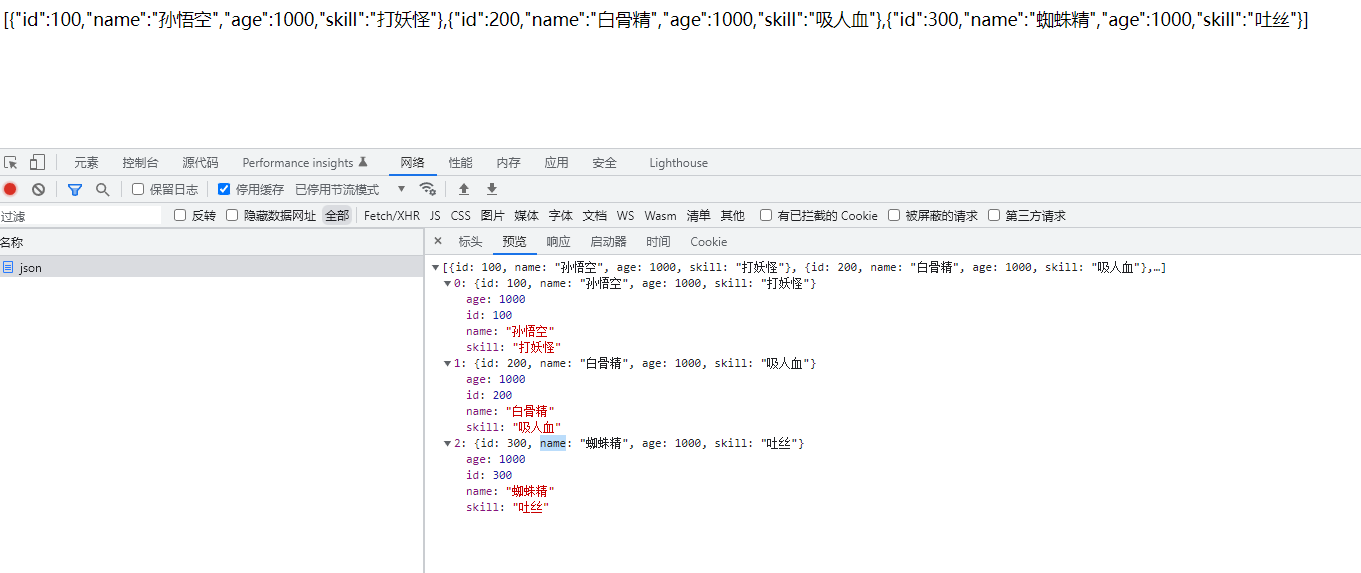 [{"id":100,"name":"孙悟空","age":1000,"skill":"打妖怪"},{"id":200,"name":"白骨精","age":1000,"skill":"吸人血"},{"id":300,"name":"蜘蛛精","age":1000,"skill":"吐丝"}]
元素 控制台 源代码 Performance insights 网络 性能 内存 应用 安全 Lighthouse
保留日志 停用缓存 已停用节流模式
过滤 反转 隐藏数据网址 全部 Fetch/XHR JS CSS 图片 媒体 字体 文档 WS Wasm 清单 其他 有已拦截的 Cookie 被屏蔽的请求 第三方请求
名称 × 标头 预览 响应 启动器 时间 Cookie
json
[{id: 100, name: "孙悟空", age: 1000, skill: "打妖怪"}, {id: 200, name: "白骨精", age: 1000, skill: "吸人血"},…]
0: {id: 100, name: "孙悟空", age: 1000, skill: "打妖怪"}
age: 1000
id: 100
name: "孙悟空"
skill: "打妖怪"
1: {id: 200, name: "白骨精", age: 1000, skill: "吸人血"}
age: 1000
id: 200
name: "白骨精"
skill: "吸人血"
2: {id: 300, name: "蜘蛛精", age: 1000, skill: "吐丝"}
age: 1000
id: 300
name: "蜘蛛精"
skill: "吐丝"